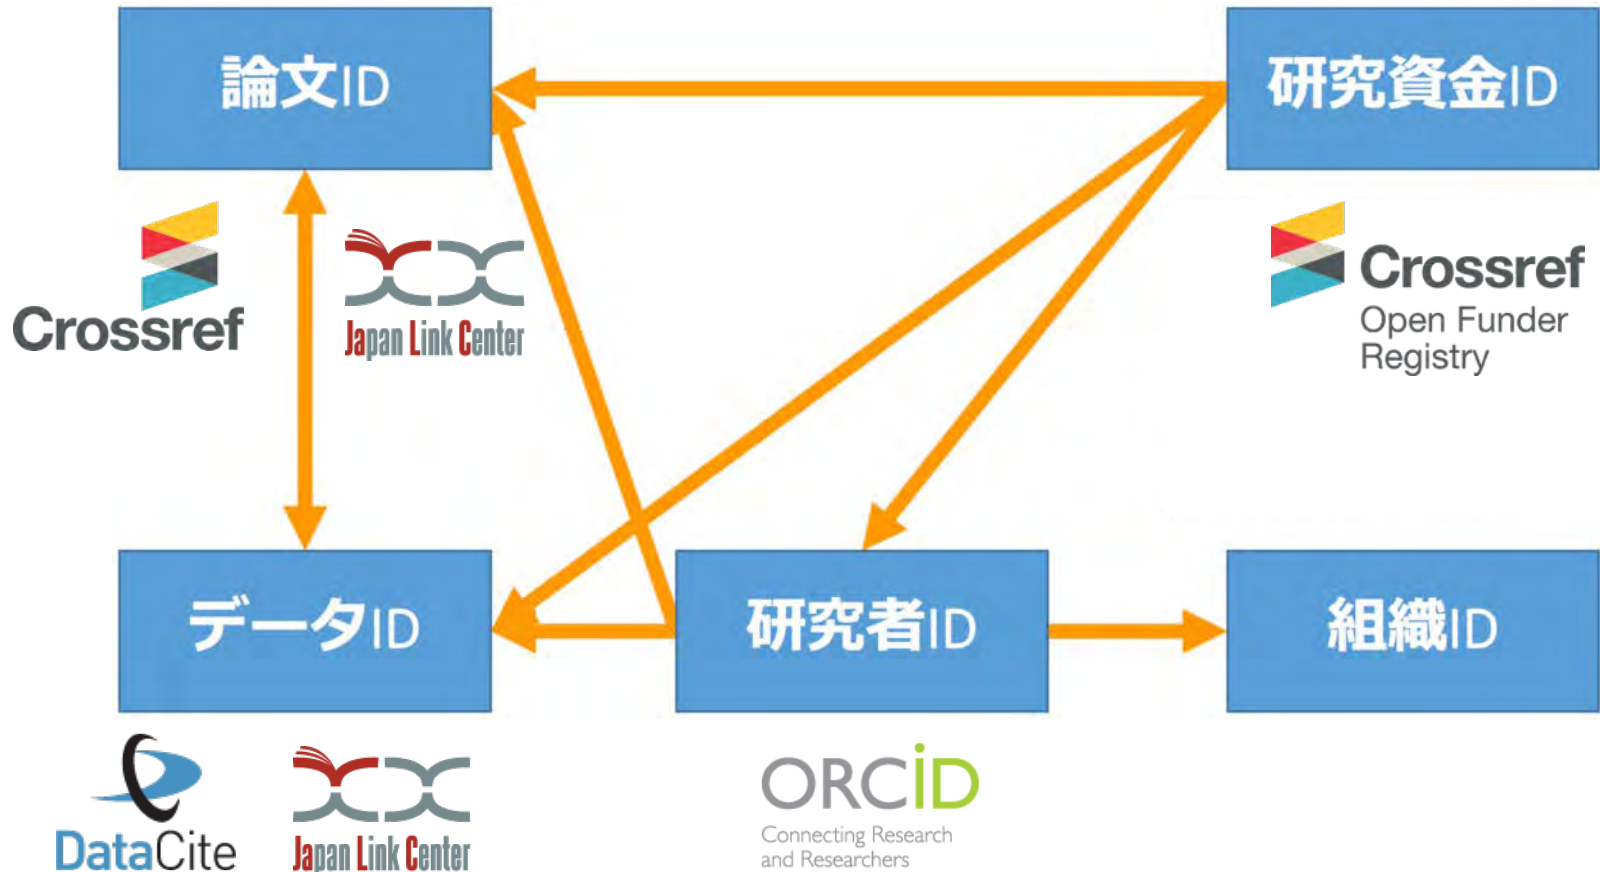 論文ID
研究資金ID
Crossref
Japan Link Center
Crossref
Open Funder
Registry
データID
研究者ID
組織ID
DataCite
Japan Link Center
ORCiD
Connecting Research
and Researchers